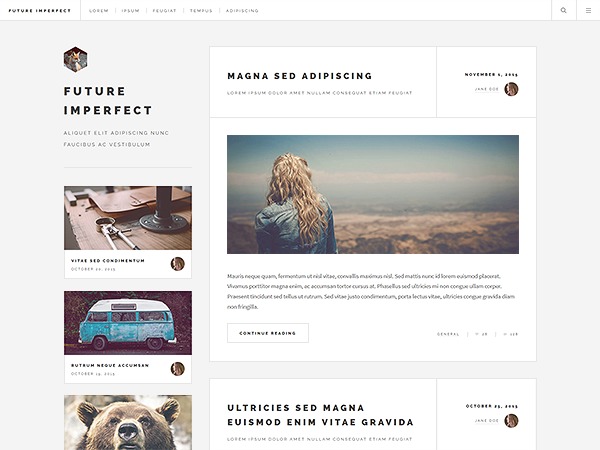 FUTURE IMPERFECT
LOREM
IPSUM
FEUGIAT
TEMPUS
ADIPISCING
FUTURE
IMPERFECT
ALIQUET ELIT ADIPISCING NUNC
FAUCIBUS AC VESTIBULUM
VITAE SED CONDIMENTUM
OCTOBER 20, 2015
RUTRUM NEQUE ACCUMSAN
OCTOBER 19, 2015
MAGNA SED ADIPISCING
LOREM IPSUM DOLOR AMET NULLAM CONSEQUAT ETIAM FEUGIAT
NOVEMBER 1, 2015
JANE DOE
Mauris neque quam, fermentum ut nisl vitae, convallis maximus nisl. Sed mattis nunc id lorem euismod placerat.
Vivamus porttitor magna enim, ac accumsan tortor cursus at. Phasellus sed ultricies mi non congue ullam corper.
Praesent tincidunt sed tellus ut rutrum. Sed vitae justo condimentum, porta lectus vitae, ultricies congue gravida diam
non fringilla.
CONTINUE READING
GENERAL
28
128
ULTRICIES SED MAGNA
EUISMOD ENIM VITAE GRAVIDA
LOREM IPSUM DOLOR AMET NULLAM CONSEQUAT ETIAM FEUGIAT
OCTOBER 25, 2015
JANE DOE